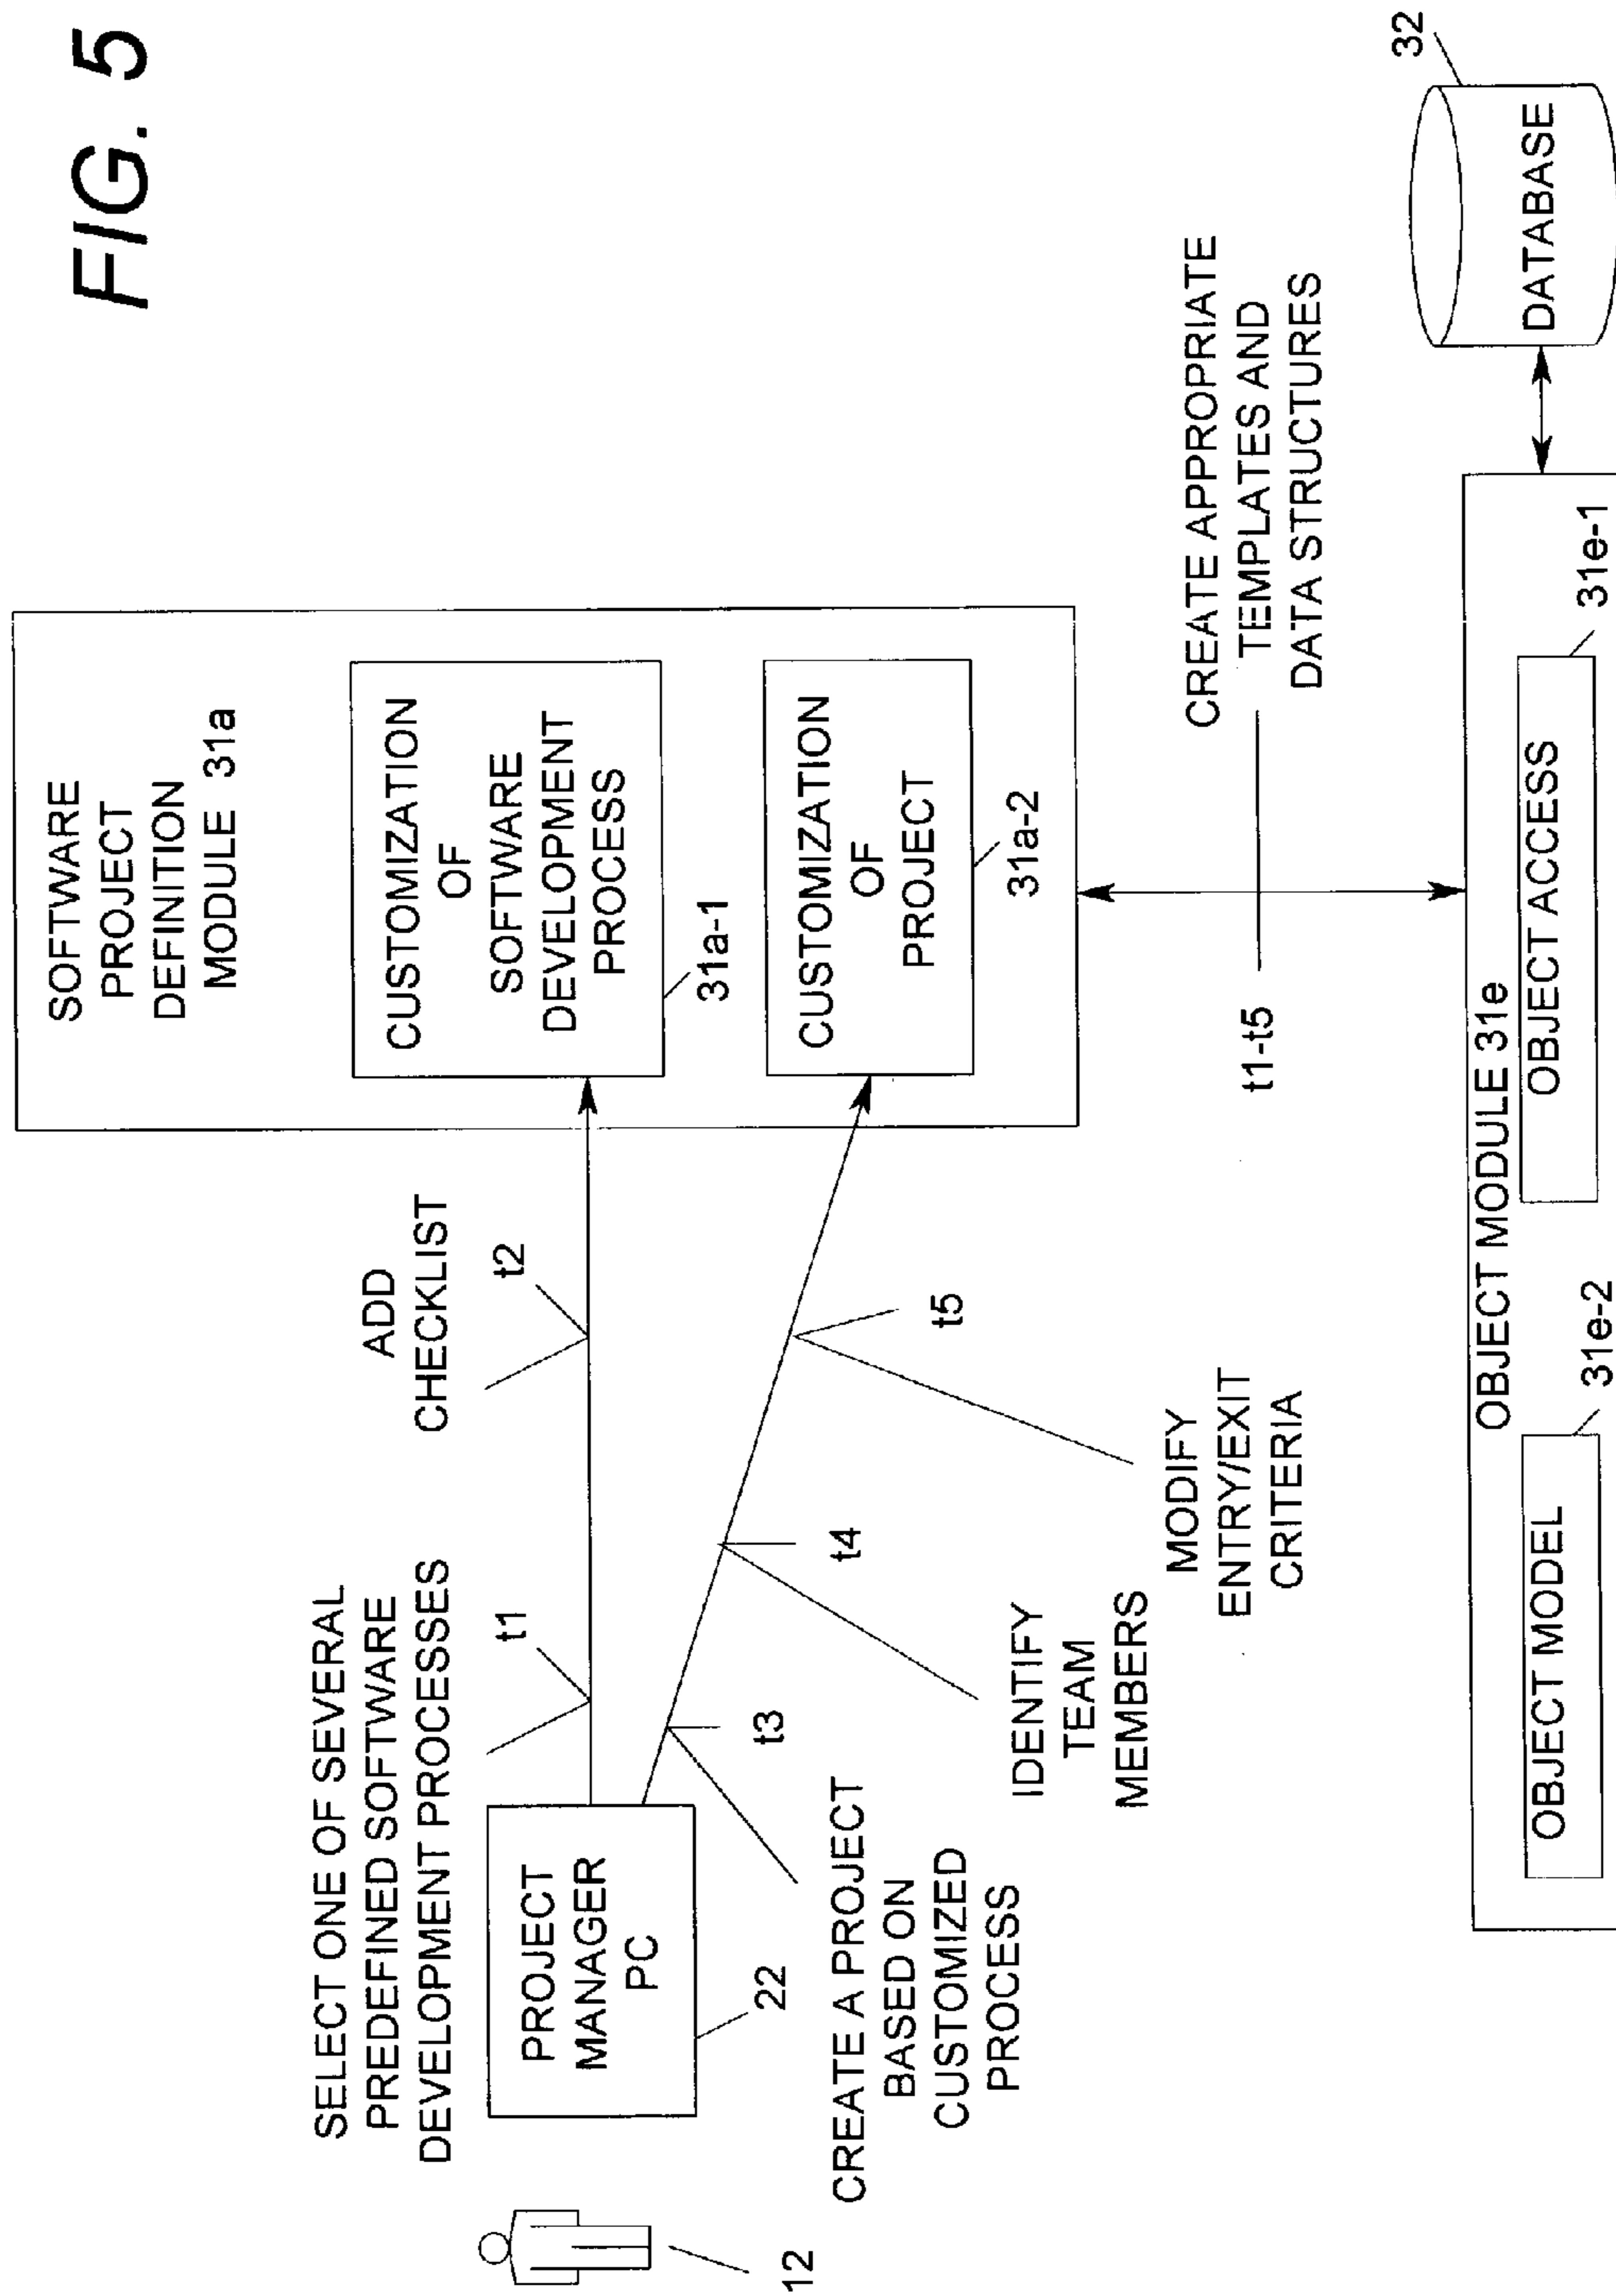 FIG. 5
SOFTWARE
PROJECT
DEFINITION
MODULE 31a
SELECT ONE OF SEVERAL
PREDEFINED SOFTWARE
DEVELOPMENT PROCESSES
t1
ADD
CHECKLIST
t2
CUSTOMIZATION
OF
SOFTWARE
DEVELOPMENT
PROCESS
31a-1
PROJECT
MANAGER
PC
22
12
CUSTOMIZATION
OF
PROJECT
31a-2
t3
t4
t5
CREATE A PROJECT
BASED ON
CUSTOMIZED
PROCESS
IDENTIFY
TEAM
MEMBERS
MODIFY
ENTRY/EXIT
CRITERIA
t1-t5
CREATE APPROPRIATE
TEMPLATES AND
DATA STRUCTURES
OBJECT MODULE 31e
OBJECT MODEL
31e-2
OBJECT ACCESS
31e-1
DATABASE
32